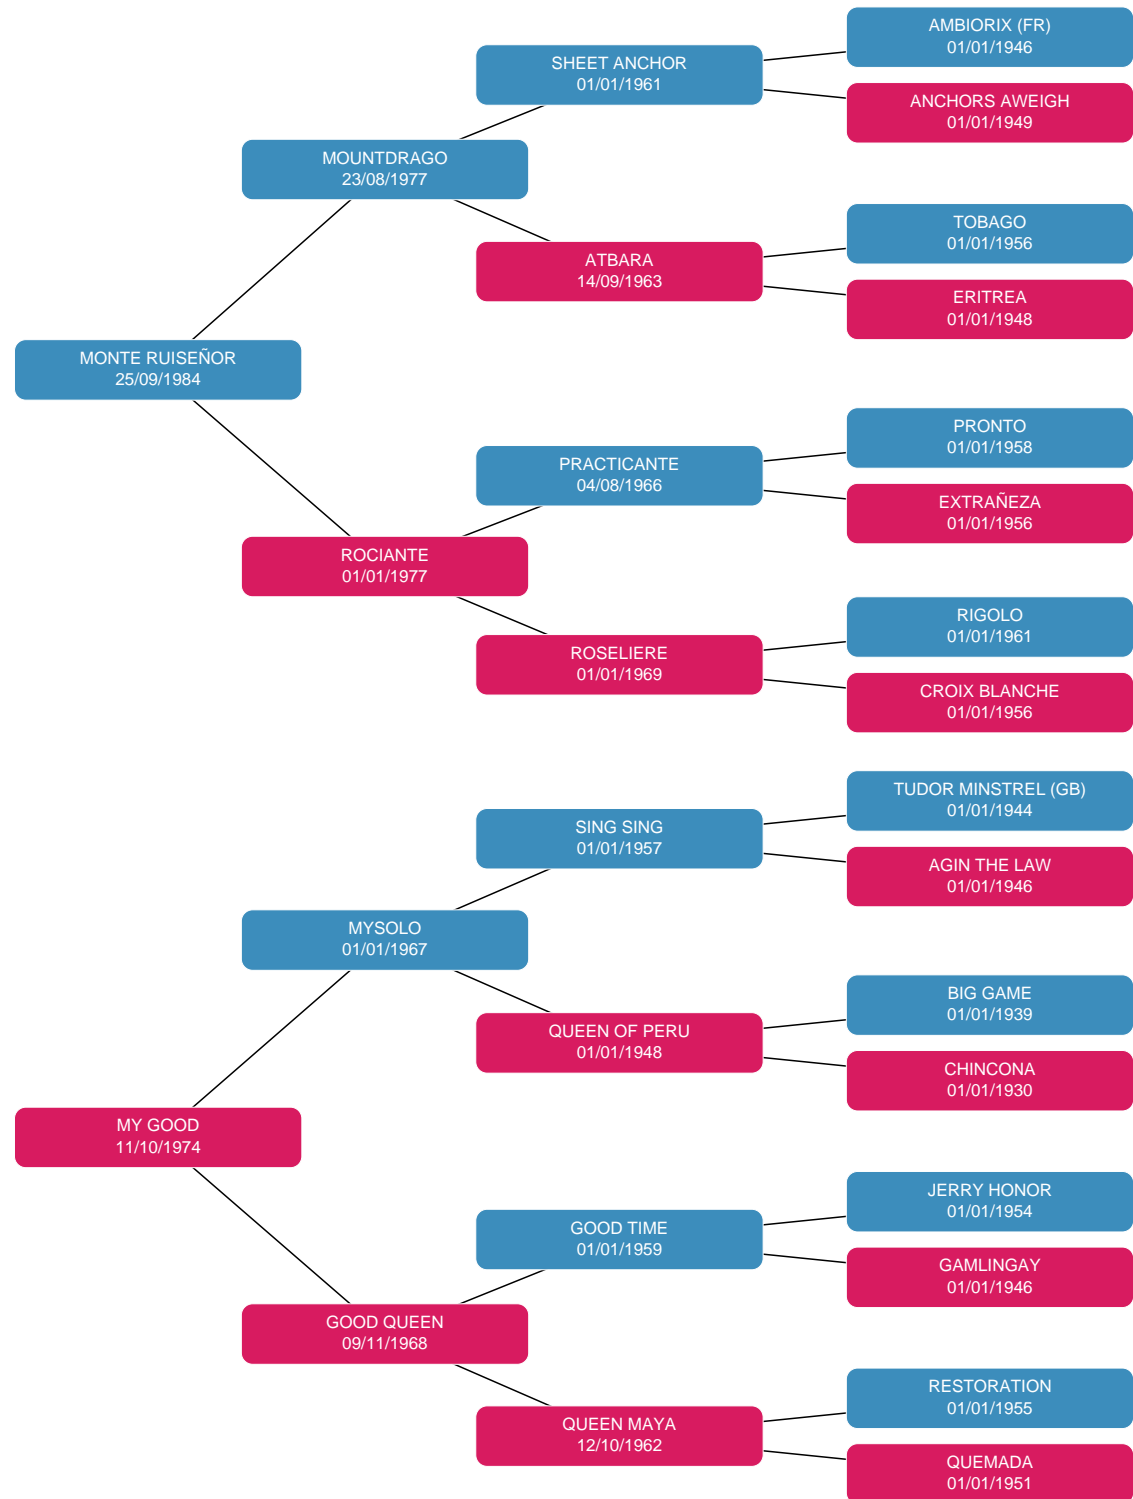 AMBIORIX (FR)
01/01/1946
SHEET ANCHOR
01/01/1961
ANCHORS AWEIGH
01/01/1949
MOUNTDRAGO
23/08/1977
TOBAGO
01/01/1956
ATBARA
14/09/1963
ERITREA
01/01/1948
MONTE RUISEÑOR
25/09/1984
PRONTO
01/01/1958
PRACTICANTE
04/08/1966
EXTRAÑEZA
01/01/1956
ROCIANTE
01/01/1977
RIGOLO
01/01/1961
ROSELIERE
01/01/1969
CROIX BLANCHE
01/01/1956
TUDOR MINSTREL (GB)
01/01/1944
SING SING
01/01/1957
AGIN THE LAW
01/01/1946
MYSOLO
01/01/1967
BIG GAME
01/01/1939
QUEEN OF PERU
01/01/1948
CHINCONA
01/01/1930
MY GOOD
11/10/1974
JERRY HONOR
01/01/1954
GOOD TIME
01/01/1959
GAMLINGAY
01/01/1946
GOOD QUEEN
09/11/1968
RESTORATION
01/01/1955
QUEEN MAYA
12/10/1962
QUEMADA
01/01/1951